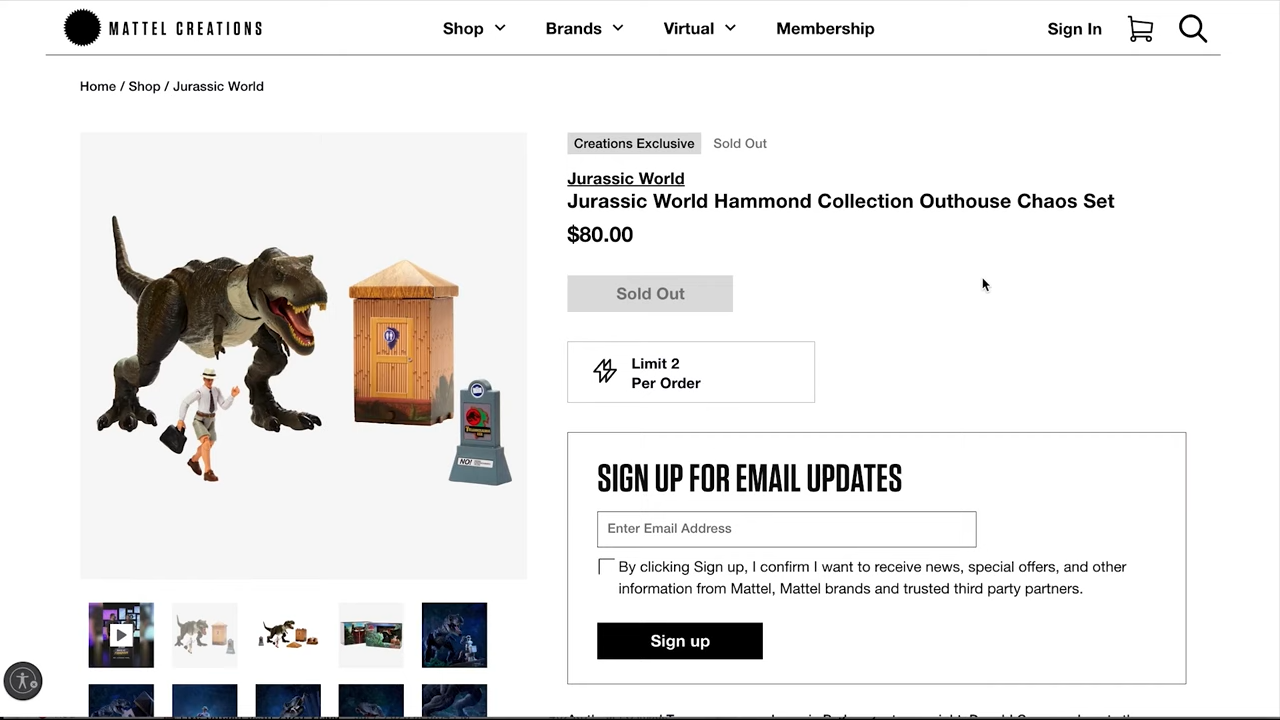 MATTEL CREATIONS
Shop
Brands
Virtual
Membership
Sign In
Home / Shop / Jurassic World
Creations Exclusive
Sold Out
Jurassic World
Jurassic World Hammond Collection Outhouse Chaos Set
$80.00
Sold Out
Limit 2
Per Order
NO!
SIGN UP FOR EMAIL UPDATES
Enter Email Address
By clicking Sign up, I confirm I want to receive news, special offers, and other
information from Mattel, Mattel brands and trusted third party partners.
Sign up